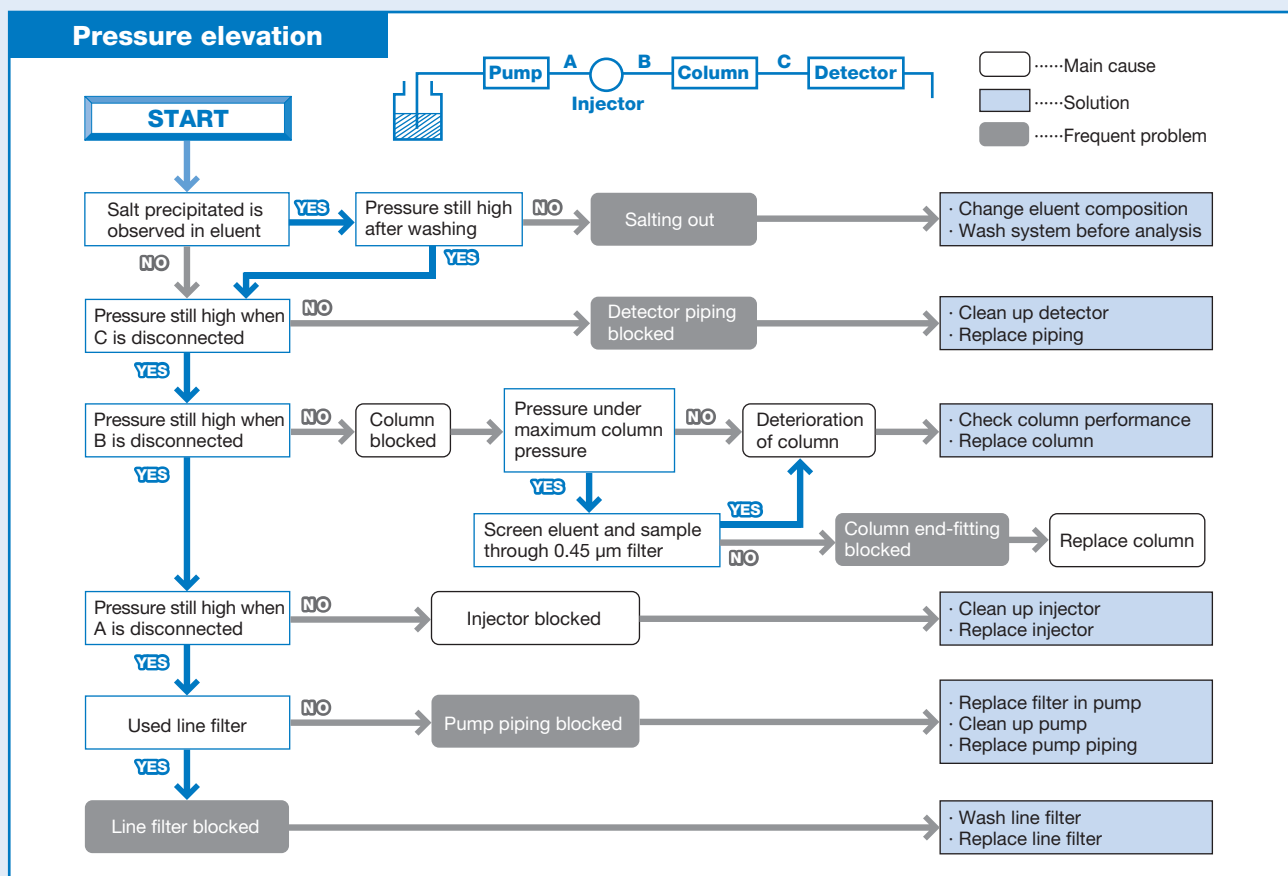 Pressure elevation
A
B
C
Pump
Column
Detector
Injector
······Main cause
······Solution
······Frequent problem
START
Salt precipitated is
observed in eluent
YES
Pressure still high
after washing
NO
Salting out
· Change eluent composition
· Wash system before analysis
NO
YES
Pressure still high when
C is disconnected
NO
Detector piping
blocked
· Clean up detector
· Replace piping
YES
Pressure still high when
B is disconnected
NO
Column
blocked
Pressure under
maximum column
pressure
NO
Deterioration
of column
· Check column performance
· Replace column
YES
YES
Screen eluent and sample
through 0.45 µm filter
YES
NO
Column end-fitting
blocked
Replace column
Pressure still high when
A is disconnected
NO
Injector blocked
· Clean up injector
· Replace injector
YES
Used line filter
NO
Pump piping blocked
· Replace filter in pump
· Clean up pump
· Replace pump piping
YES
Line filter blocked
· Wash line filter
· Replace line filter